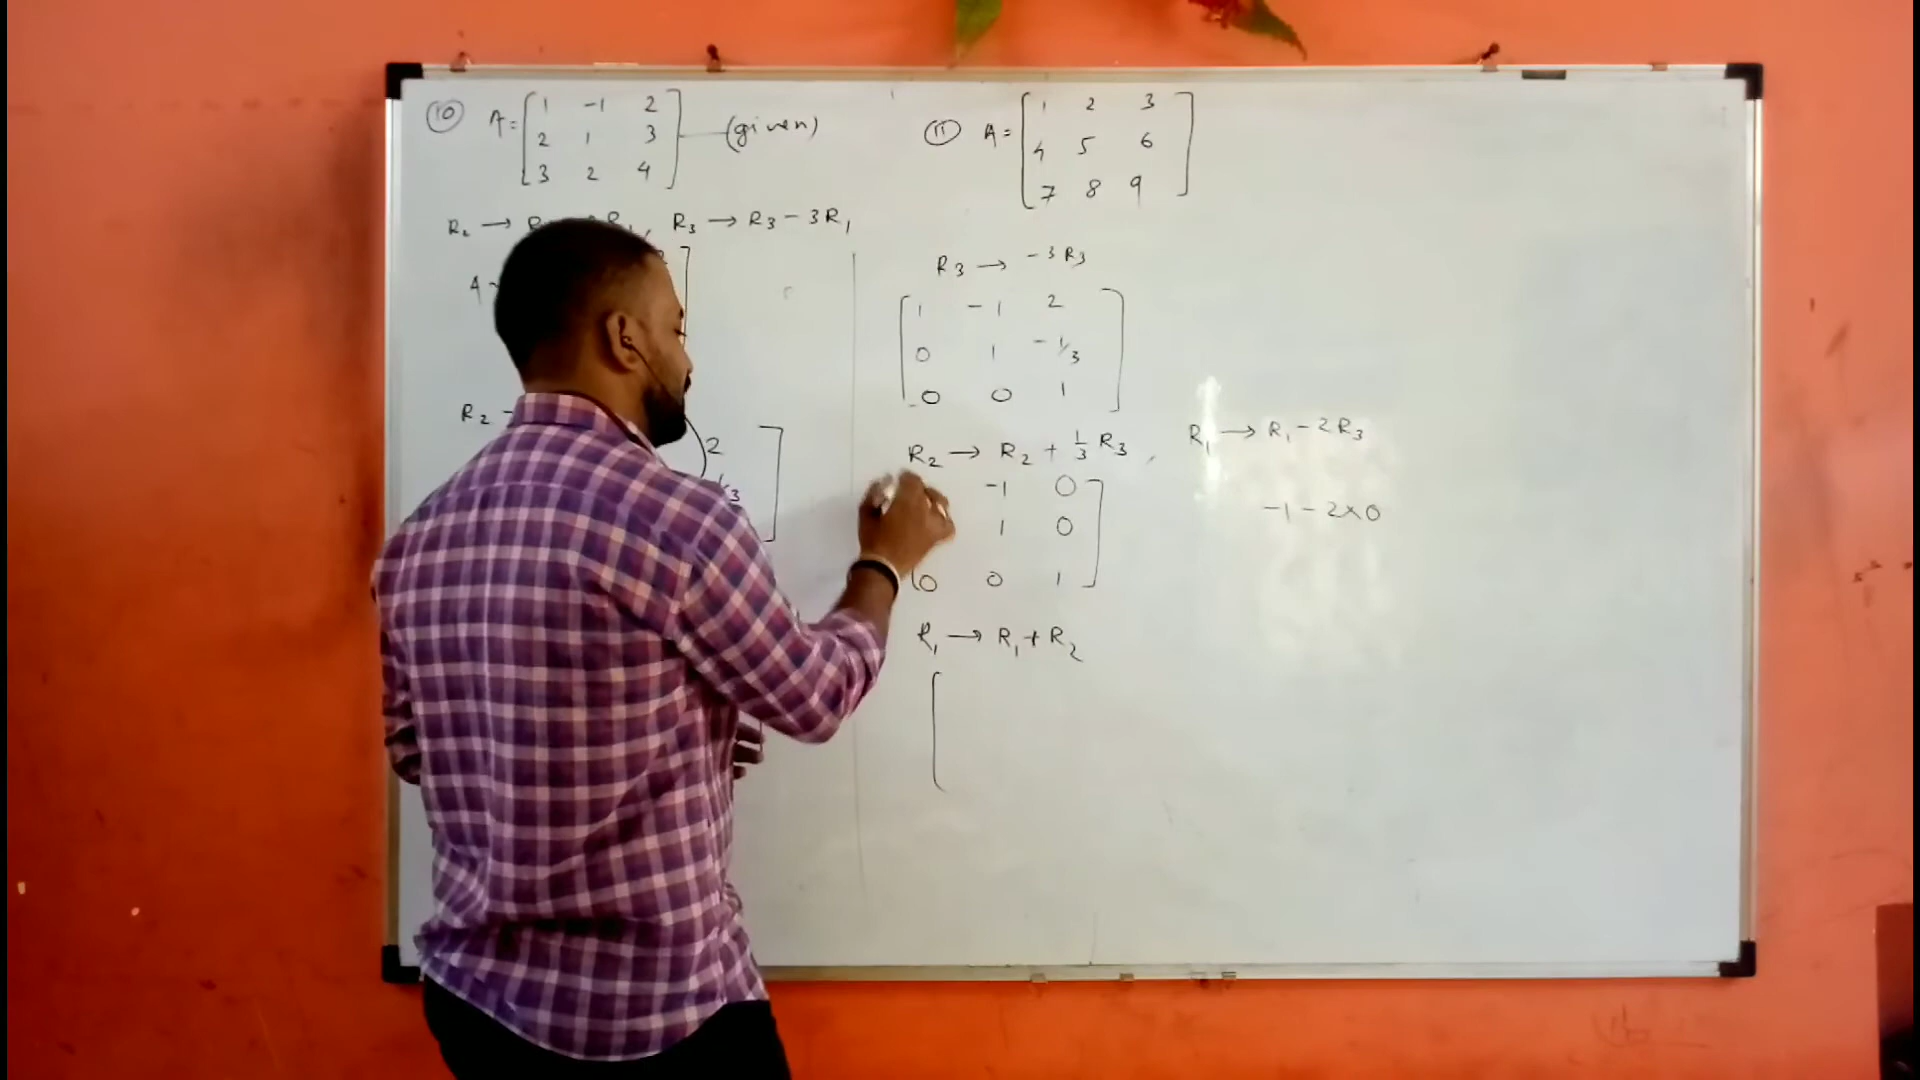 ⑩ A = [ 1 -1 2
2 1 3
3 2 4 ] — (given)
R₂ → R₁, R₃ → R₃ - 3R₁
A ~
R₂ -
2
⑪ A = [ 1 2 3
4 5 6
7 8 9 ]
R₃ → -3R₃
[ 1 -1 2
0 1 -1/3
0 0 1 ]
R₂ → R₂ + 1/3 R₃ , R₁ → R₁ - 2R₃
-1 0
1 0
0 0 1 ]
-1 - 2×0
R₁ → R₁ + R₂
[